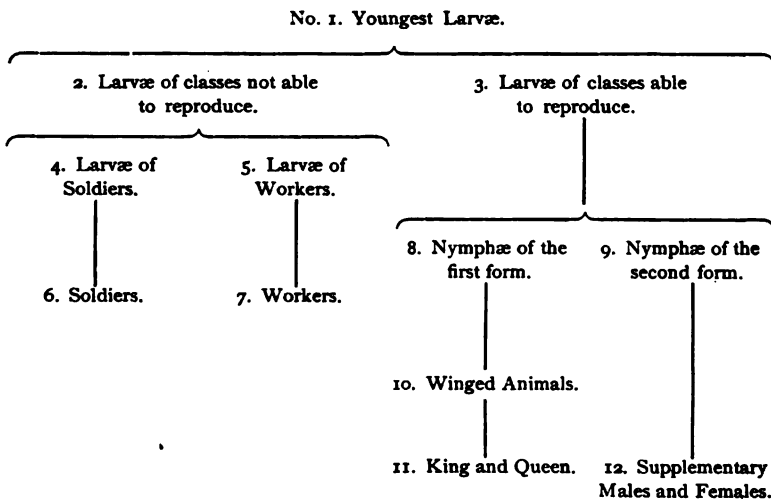 No. 1. Youngest Larvæ.
2. Larvæ of classes not able
to reproduce.
3. Larvæ of classes able
to reproduce.
4. Larvæ of
Soldiers.
5. Larvæ of
Workers.
8. Nymphæ of the
first form.
9. Nymphæ of the
second form.
6. Soldiers.
7. Workers.
10. Winged Animals.
11. King and Queen.
12. Supplementary
Males and Females.